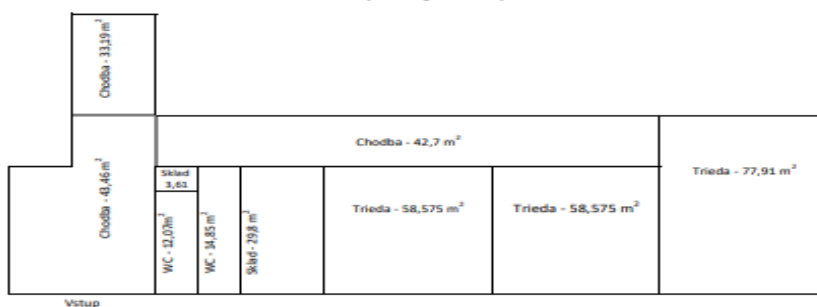 Chodba - 33,19 m²
Chodba - 42,7 m²
Chodba - 43,46 m²
Sklad
3,61
WC - 12,07m²
WC - 14,85 m²
Sklad - 29,8 m²
Trieda - 58,575 m²
Trieda - 58,575 m²
Trieda - 77,91 m²
Vstup